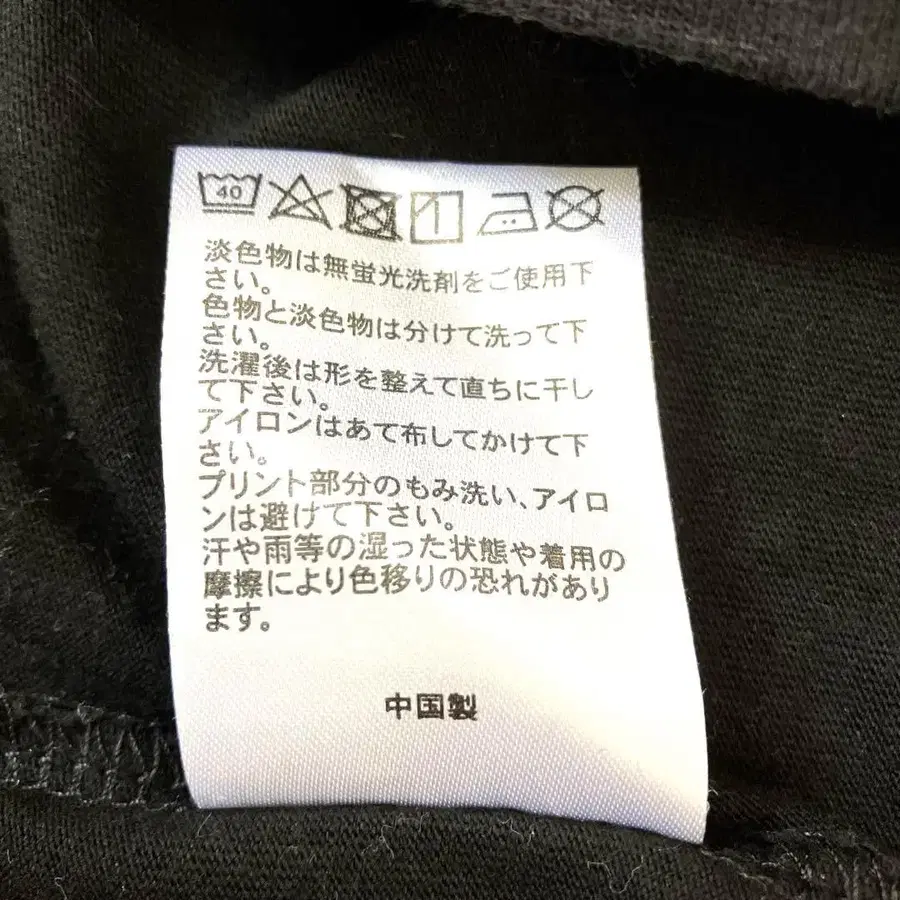 40
淡色物は無蛍光洗剤をご使用下
さい。
色物と淡色物は分けて洗って下
さい。
洗濯後は形を整えて直ちに干し
て下さい。
アイロンはあて布してかけて下
さい。
プリント部分のもみ洗い、アイロ
ンは避けて下さい。
汗や雨等の湿った状態や着用の
摩擦により色移りの恐れがあり
ます。
中国製